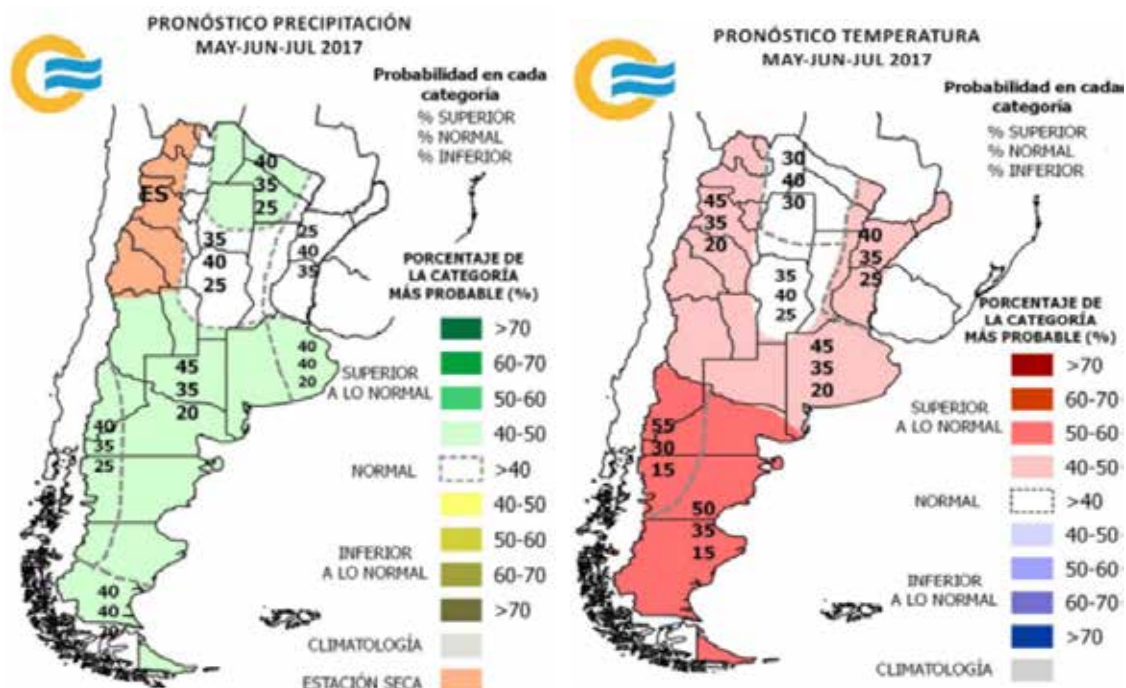 PRONÓSTICO PRECIPITACIÓN
MAY-JUN-JUL 2017
Probabilidad en cada
categoría
% SUPERIOR
% NORMAL
% INFERIOR
ES
40
35
25
35
40
25
25
40
35
40
40
20
45
35
20
40
35
25
40
40
PORCENTAJE DE
LA CATEGORÍA
MÁS PROBABLE (%)
SUPERIOR
A LO NORMAL
>70
60-70
50-60
40-50
NORMAL
>40
INFERIOR
A LO NORMAL
40-50
50-60
60-70
>70
CLIMATOLOGÍA
ESTACIÓN SECA
PRONÓSTICO TEMPERATURA
MAY-JUN-JUL 2017
Probabilidad en cada
categoría
% SUPERIOR
% NORMAL
% INFERIOR
30
40
30
45
35
20
40
35
25
35
40
25
45
35
20
55
30
15
50
35
15
PORCENTAJE DE
LA CATEGORÍA
MÁS PROBABLE (%)
SUPERIOR
A LO NORMAL
>70
60-70
50-60
40-50
NORMAL
>40
INFERIOR
A LO NORMAL
40-50
50-60
60-70
>70
CLIMATOLOGÍA